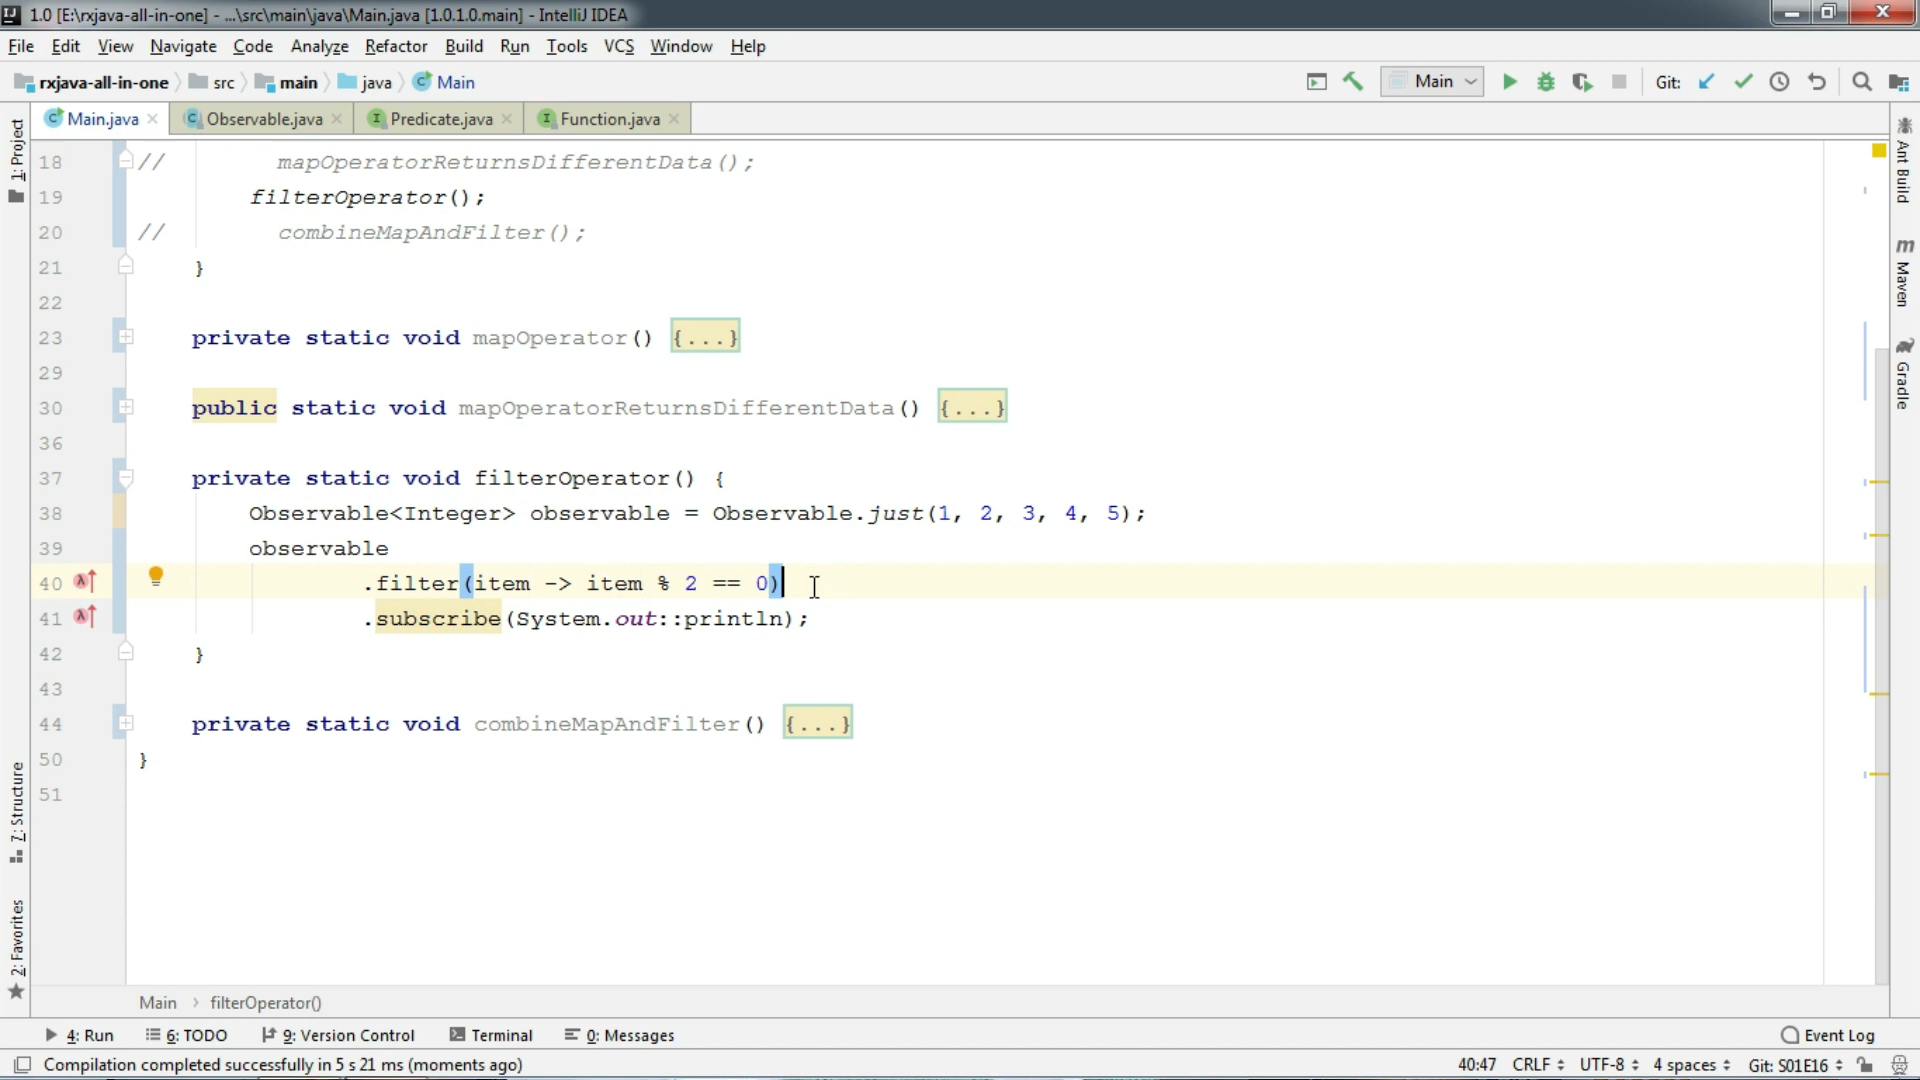 1.0 [E:\rxjava-all-in-one] - ...\src\main\java\Main.java [1.0.1.0.main] - IntelliJ IDEA
File Edit View Navigate Code Analyze Refactor Build Run Tools VCS Window Help
rxjava-all-in-one src main java Main
Main Git:
Main.java Observable.java Predicate.java Function.java
18 // mapOperatorReturnsDifferentData();
19 filterOperator();
20 // combineMapAndFilter();
21 }
22
23 private static void mapOperator() {...}
29
30 public static void mapOperatorReturnsDifferentData() {...}
36
37 private static void filterOperator() {
38 Observable<Integer> observable = Observable.just(1, 2, 3, 4, 5);
39 observable
40 .filter(item -> item % 2 == 0)
41 .subscribe(System.out::println);
42 }
43
44 private static void combineMapAndFilter() {...}
50 }
51
1: Project
7: Structure
2: Favorites
Ant Build
Maven
Gradle
Main > filterOperator()
4: Run 6: TODO 9: Version Control Terminal 0: Messages Event Log
Compilation completed successfully in 5 s 21 ms (moments ago) 40:47 CRLF UTF-8 4 spaces Git: S01E16